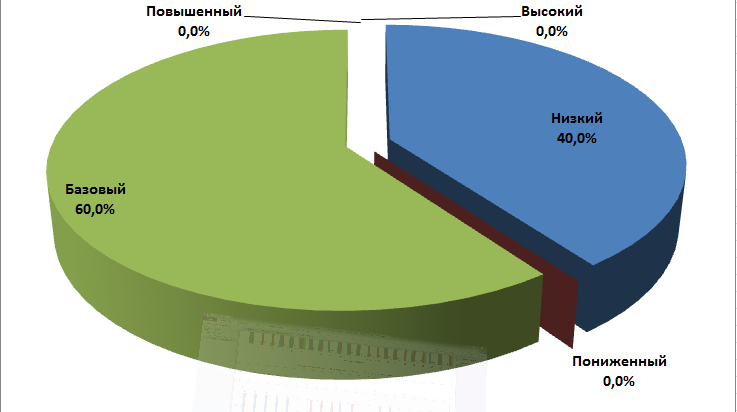 Повышенный
0,0%
Высокий
0,0%
Низкий
40,0%
Базовый
60,0%
Пониженный
0,0%